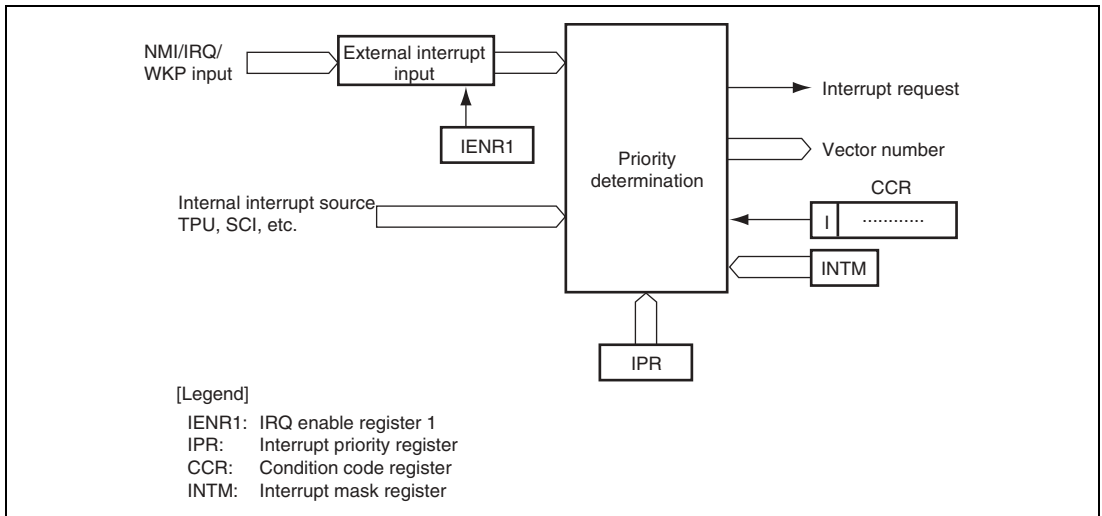 NMI/IRQ/
WKP input
External interrupt
input
IENR1
Internal interrupt source
TPU, SCI, etc.
Priority
determination
Interrupt request
Vector number
CCR
I ············
INTM
IPR
[Legend]
IENR1: IRQ enable register 1
IPR: Interrupt priority register
CCR: Condition code register
INTM: Interrupt mask register